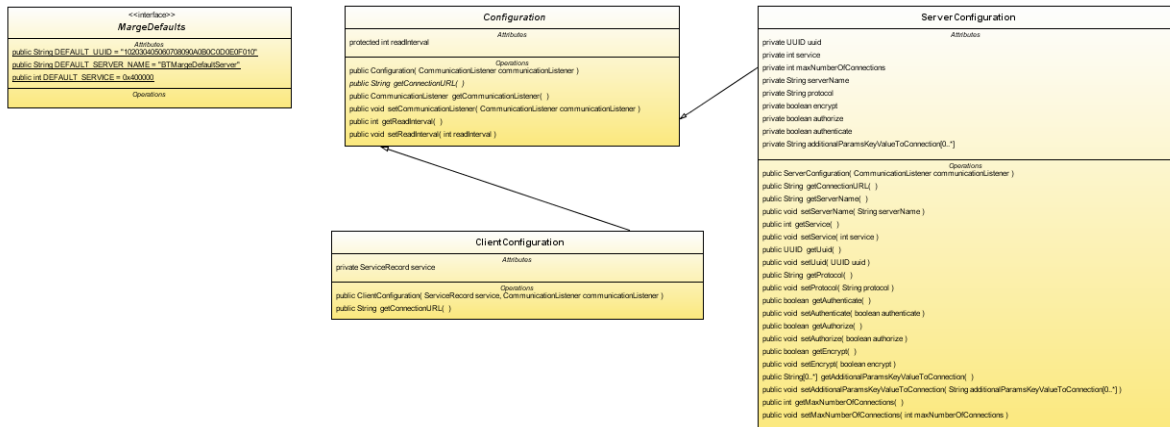 <<interface>>
MargeDefaults
Attributes
public String DEFAULT_UUID = "102030405060708090A0B0C0D0E0F010"
public String DEFAULT_SERVER_NAME = "BTMargeDefaultServer"
public int DEFAULT_SERVICE = 0x400000
Operations
Configuration
Attributes
protected int readInterval
Operations
public Configuration( CommunicationListener communicationListener )
public String getConnectionURL( )
public CommunicationListener getCommunicationListener( )
public void setCommunicationListener( CommunicationListener communicationListener )
public int getReadInterval( )
public void setReadInterval( int readInterval )
ClientConfiguration
Attributes
private ServiceRecord service
Operations
public ClientConfiguration( ServiceRecord service, CommunicationListener communicationListener )
public String getConnectionURL( )
ServerConfiguration
Attributes
private UUID uuid
private int service
private int maxNumberOfConnections
private String serverName
private String protocol
private boolean encrypt
private boolean authorize
private boolean authenticate
private String additionalParamsKeyValueToConnection[0..*]
Operations
public ServerConfiguration( CommunicationListener communicationListener )
public String getConnectionURL( )
public String getServerName( )
public void setServerName( String serverName )
public int getService( )
public void setService( int service )
public UUID getUuid( )
public void setUuid( UUID uuid )
public String getProtocol( )
public void setProtocol( String protocol )
public boolean getAuthenticate( )
public void setAuthenticate( boolean authenticate )
public boolean getAuthorize( )
public void setAuthorize( boolean authorize )
public boolean getEncrypt( )
public void setEncrypt( boolean encrypt )
public String[0..*] getAdditionalParamsKeyValueToConnection( )
public void setAdditionalParamsKeyValueToConnection( String additionalParamsKeyValueToConnection[0..*] )
public int getMaxNumberOfConnections( )
public void setMaxNumberOfConnections( int maxNumberOfConnections )